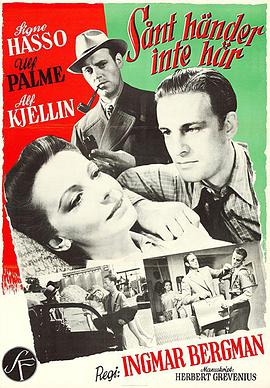 Signe
HASSO
Ulf
PALME
Alf
KJELLIN
Sånt händer
inte här
SF
Regi: INGMAR BERGMAN
Manuskript:
HERBERT GREVENIUS